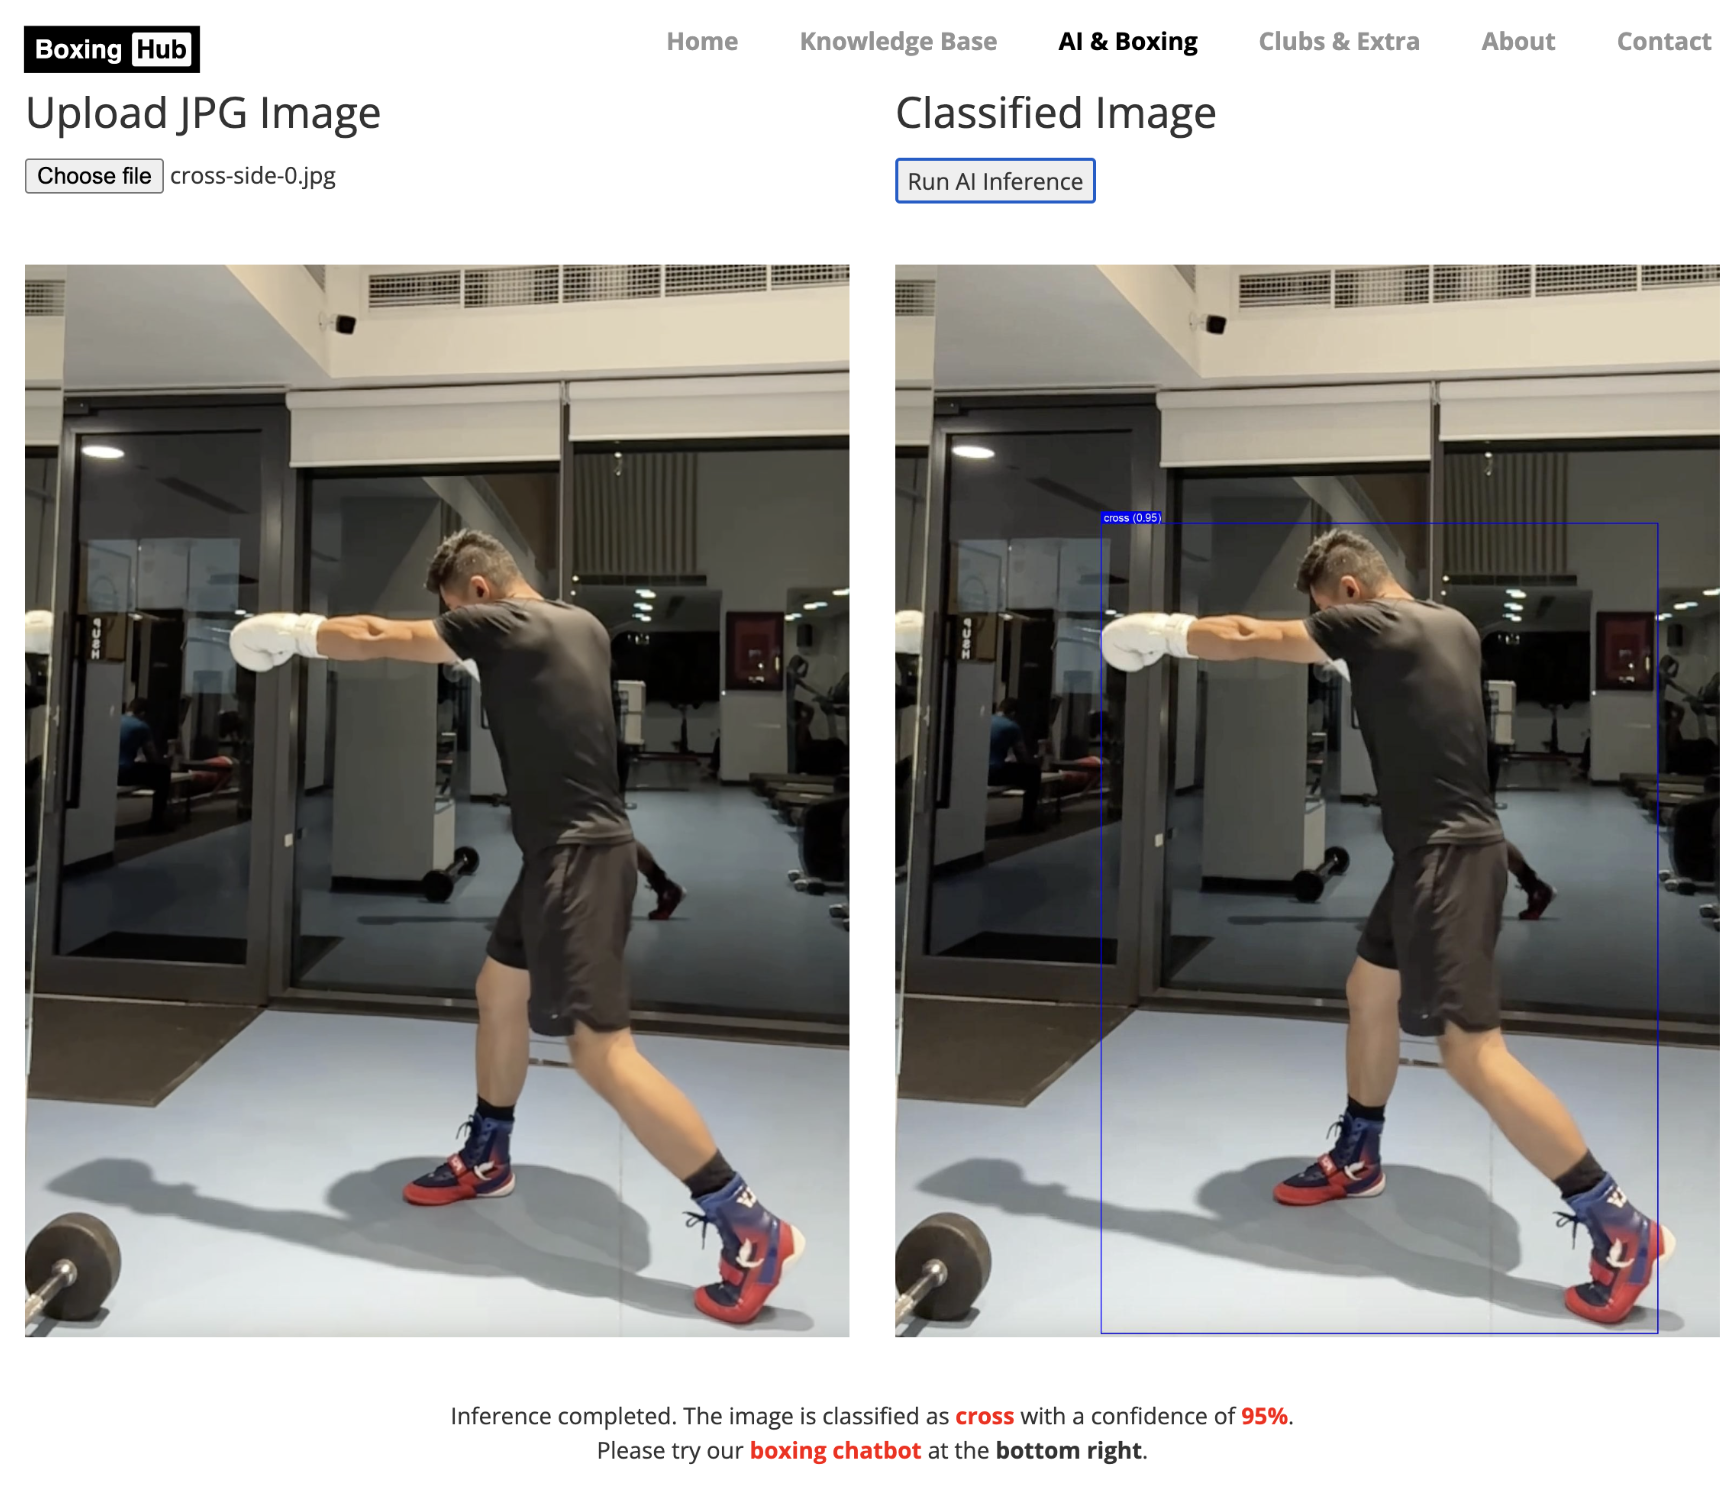 Boxing Hub
Home Knowledge Base AI & Boxing Clubs & Extra About Contact
Upload JPG Image
Classified Image
Choose file cross-side-0.jpg
Run AI Inference
cross (0.95)
Inference completed. The image is classified as cross with a confidence of 95%.
Please try our boxing chatbot at the bottom right.